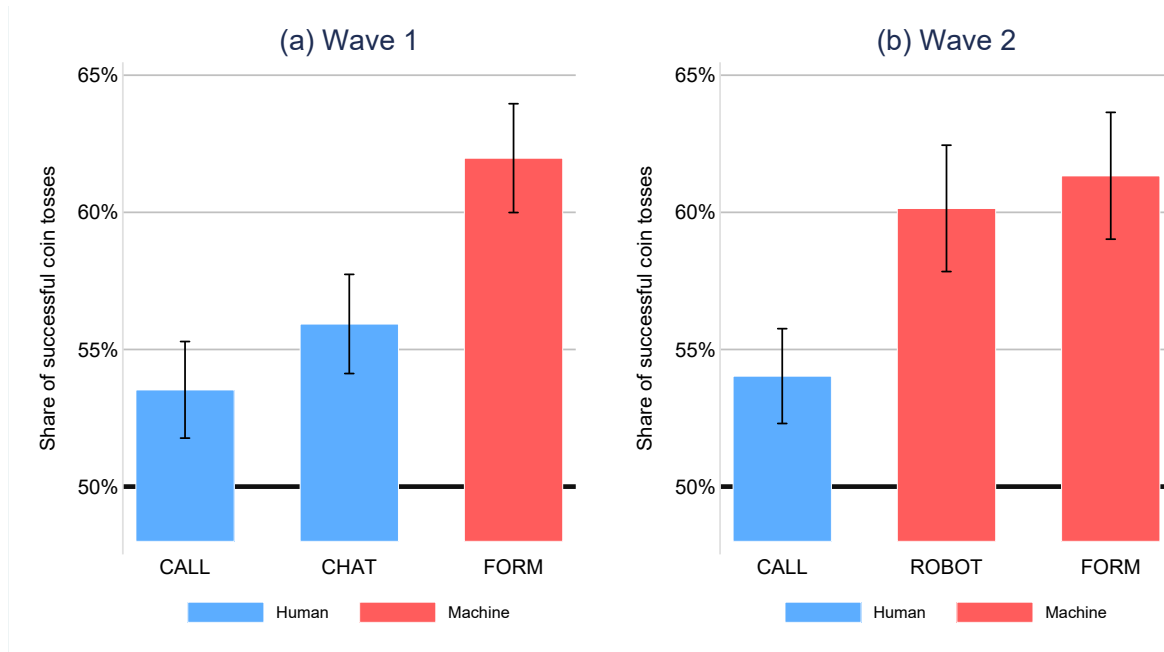 (a) Wave 1
Share of successful coin tosses
65%
60%
55%
50%
CALL CHAT FORM
Human Machine
(b) Wave 2
Share of successful coin tosses
65%
60%
55%
50%
CALL ROBOT FORM
Human Machine